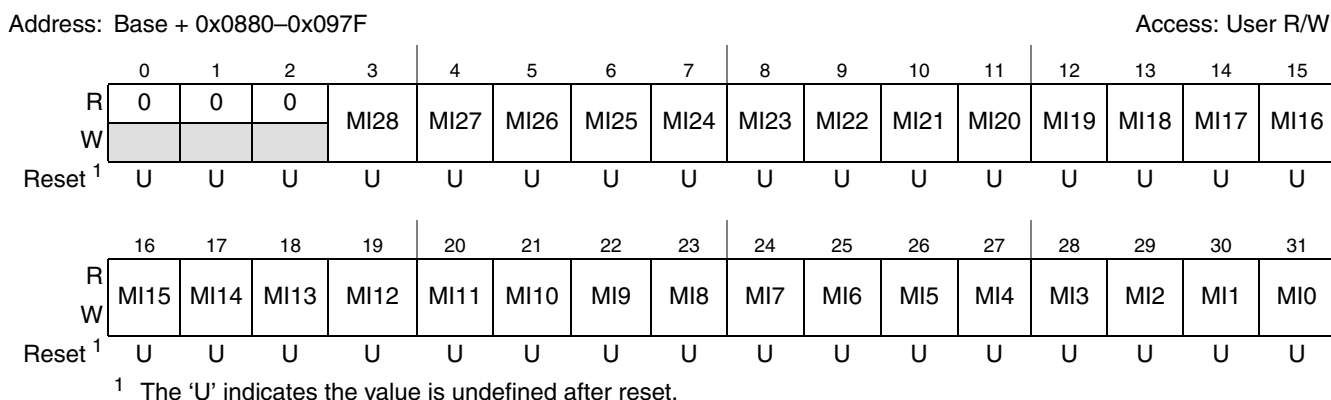 Address: Base + 0x0880–0x097F Access: User R/W
0 1 2 3 4 5 6 7 8 9 10 11 12 13 14 15
R 0 0 0 MI28 MI27 MI26 MI25 MI24 MI23 MI22 MI21 MI20 MI19 MI18 MI17 MI16
W
Reset 1 U U U U U U U U U U U U U U U U
16 17 18 19 20 21 22 23 24 25 26 27 28 29 30 31
R MI15 MI14 MI13 MI12 MI11 MI10 MI9 MI8 MI7 MI6 MI5 MI4 MI3 MI2 MI1 MI0
W
Reset 1 U U U U U U U U U U U U U U U U
1 The ‘U’ indicates the value is undefined after reset.